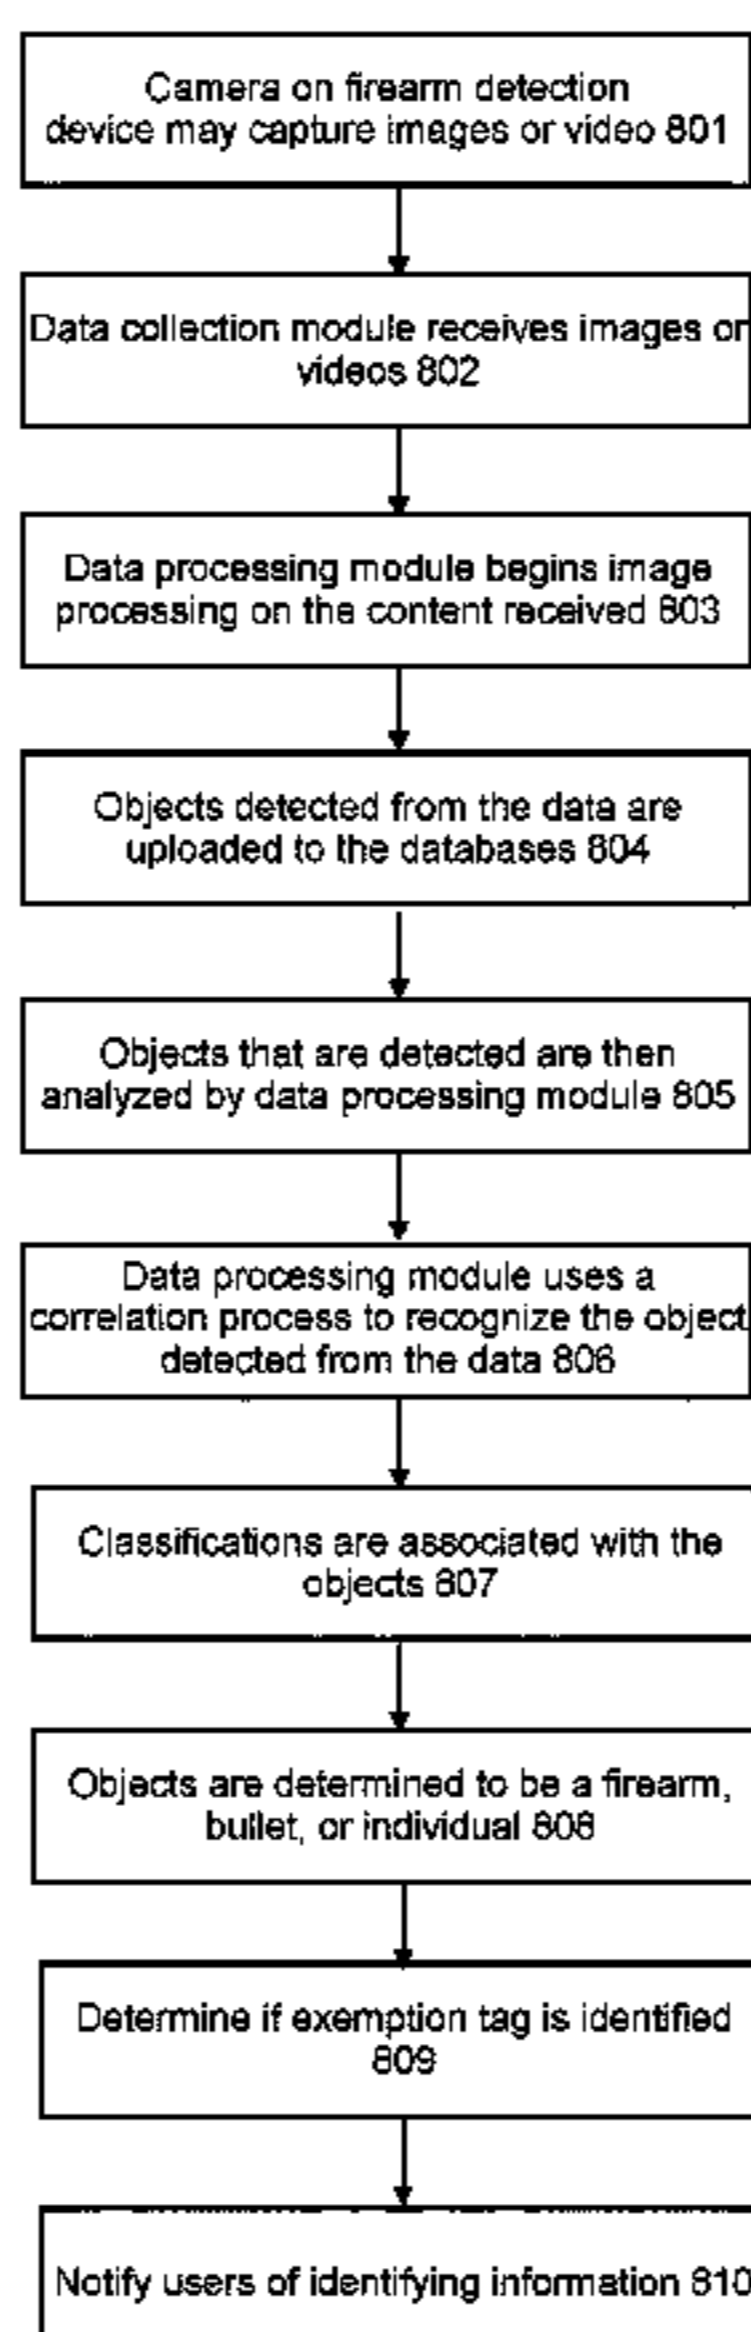 Camera on firearm detection
device may capture images or video 801
Data collection module receives images or
videos 802
Data processing module begins image
processing on the content received 803
Objects detected from the data are
uploaded to the databases 804
Objects that are detected are then
analyzed by data processing module 805
Data processing module uses a
correlation process to recognize the object
detected from the data 806
Classifications are associated with the
objects 807
Objects are determined to be a firearm,
bullet, or individual 808
Determine if exemption tag is identified
809
Notify users of identifying information 810